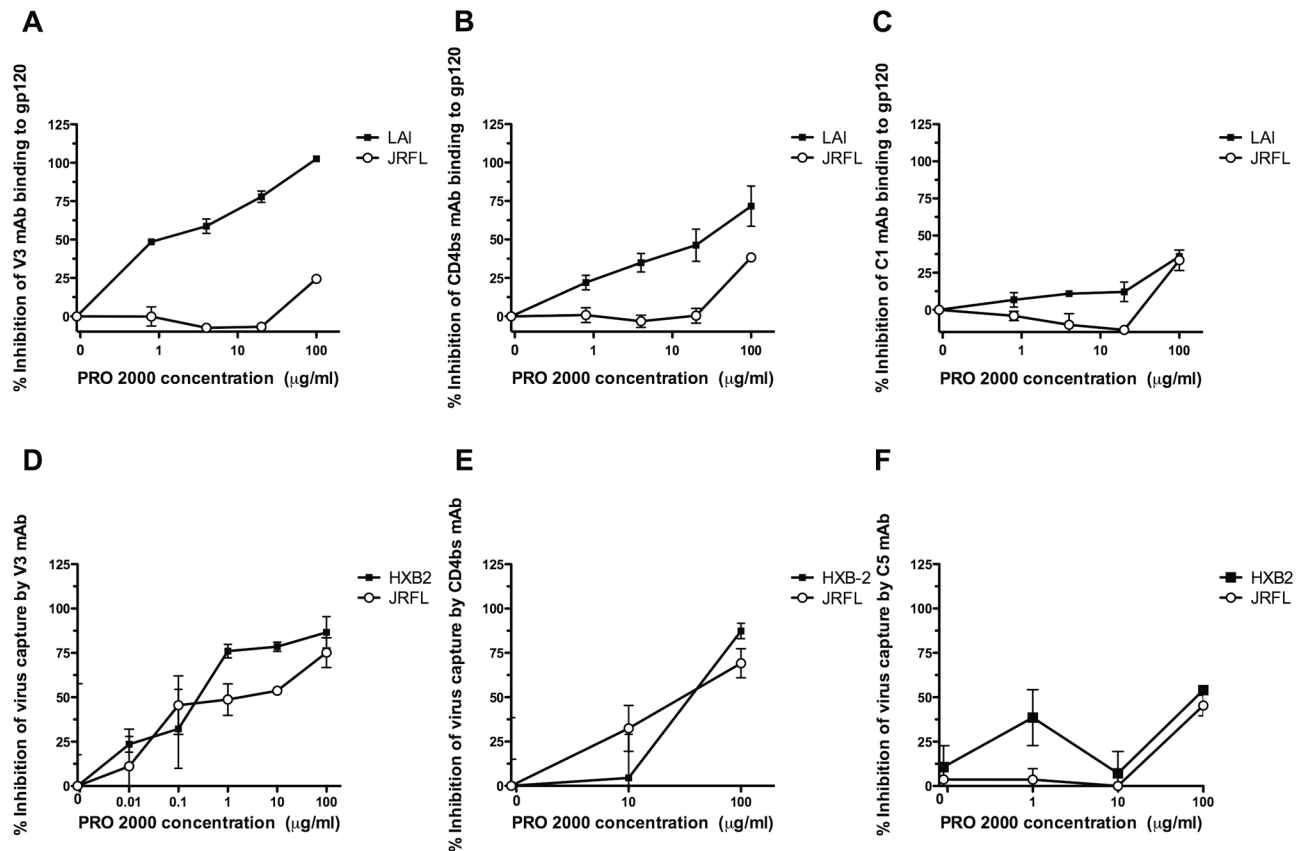 A
% Inhibition of V3 mAb binding to gp120
125
100
75
50
25
0
0
1
10
100
PRO 2000 concentration (μg/ml)
LAI
JRFL
B
% Inhibition of CD4bs mAb binding to gp120
125
100
75
50
25
0
0
1
10
100
PRO 2000 concentration (μg/ml)
LAI
JRFL
C
% Inhibition of C1 mAb binding to gp120
125
100
75
50
25
0
0
1
10
100
PRO 2000 concentration (μg/ml)
LAI
JRFL
D
% Inhibition of virus capture by V3 mAb
125
100
75
50
25
0
0
0.01
0.1
1
10
100
PRO 2000 concentration (μg/ml)
HXB2
JRFL
E
% Inhibition of virus capture by CD4bs mAb
125
100
75
50
25
0
0
10
100
PRO 2000 concentration (μg/ml)
HXB-2
JRFL
F
% Inhibition of virus capture by C5 mAb
125
100
75
50
25
0
0
1
10
100
PRO 2000 concentration (μg/ml)
HXB2
JRFL